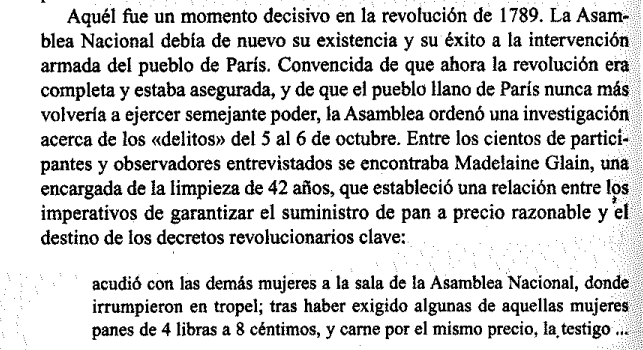 Aquél fue un momento decisivo en la revolución de 1789. La Asam-
blea Nacional debía de nuevo su existencia y su éxito a la intervención
armada del pueblo de París. Convencida de que ahora la revolución era
completa y estaba asegurada, y de que el pueblo llano de París nunca más
volvería a ejercer semejante poder, la Asamblea ordenó una investigación
acerca de los «delitos» del 5 al 6 de octubre. Entre los cientos de partici-
pantes y observadores entrevistados se encontraba Madelaine Glain, una
encargada de la limpieza de 42 años, que estableció una relación entre los
imperativos de garantizar el suministro de pan a precio razonable y el
destino de los decretos revolucionarios clave:
acudió con las demás mujeres a la sala de la Asamblea Nacional, donde
irrumpieron en tropel; tras haber exigido algunas de aquellas mujeres
panes de 4 libras a 8 céntimos, y carne por el mismo precio, la testigo ...